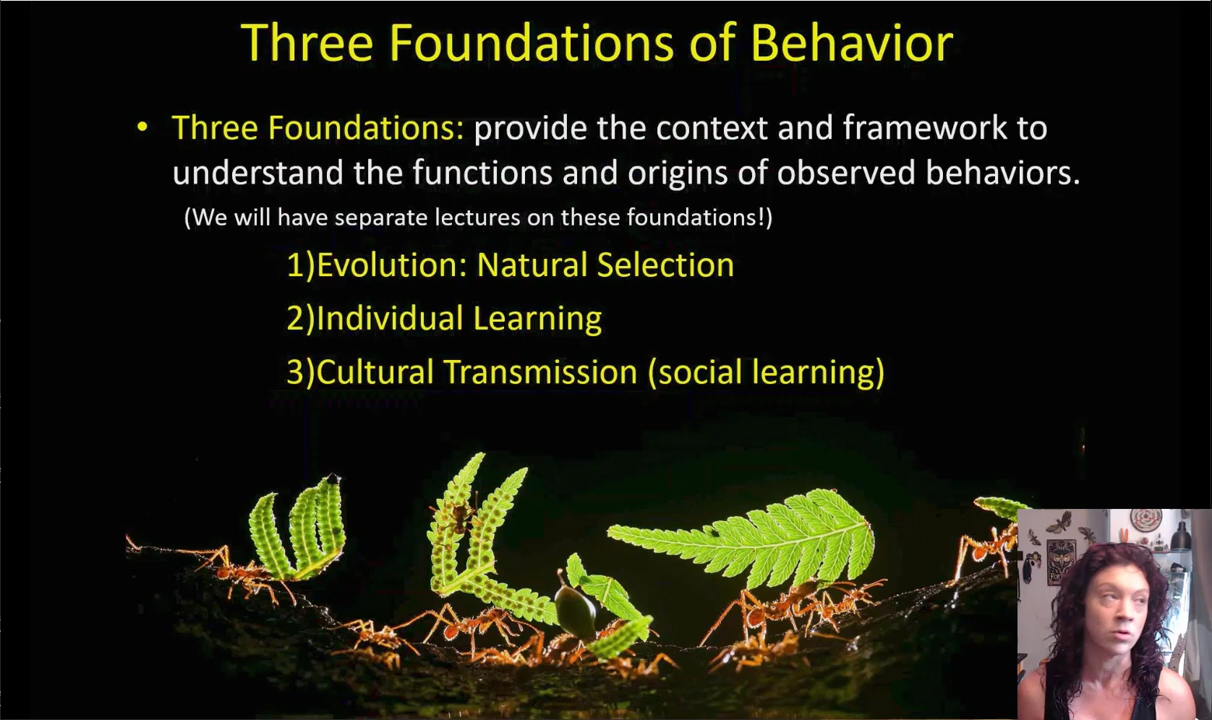 Three Foundations of Behavior
• Three Foundations: provide the context and framework to
understand the functions and origins of observed behaviors.
(We will have separate lectures on these foundations!)
1)Evolution: Natural Selection
2)Individual Learning
3)Cultural Transmission (social learning)